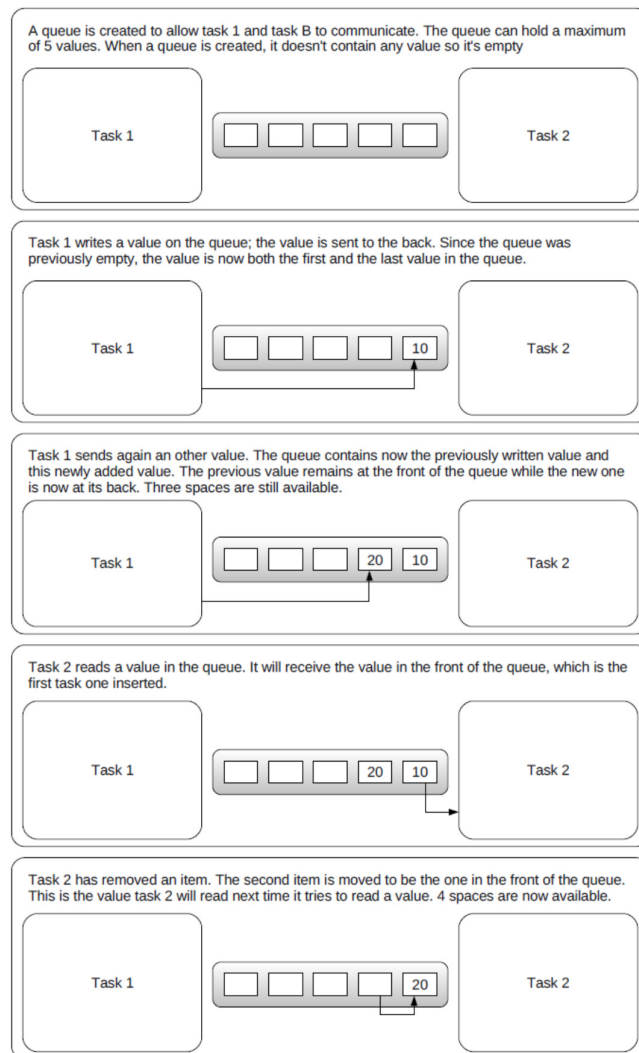 A queue is created to allow task 1 and task B to communicate. The queue can hold a maximum
of 5 values. When a queue is created, it doesn't contain any value so it's empty
Task 1
Task 2
Task 1 writes a value on the queue; the value is sent to the back. Since the queue was
previously empty, the value is now both the first and the last value in the queue.
Task 1
10
Task 2
Task 1 sends again an other value. The queue contains now the previously written value and
this newly added value. The previous value remains at the front of the queue while the new one
is now at its back. Three spaces are still available.
Task 1
20 10
Task 2
Task 2 reads a value in the queue. It will receive the value in the front of the queue, which is the
first task one inserted.
Task 1
20 10
Task 2
Task 2 has removed an item. The second item is moved to be the one in the front of the queue.
This is the value task 2 will read next time it tries to read a value. 4 spaces are now available.
Task 1
20
Task 2